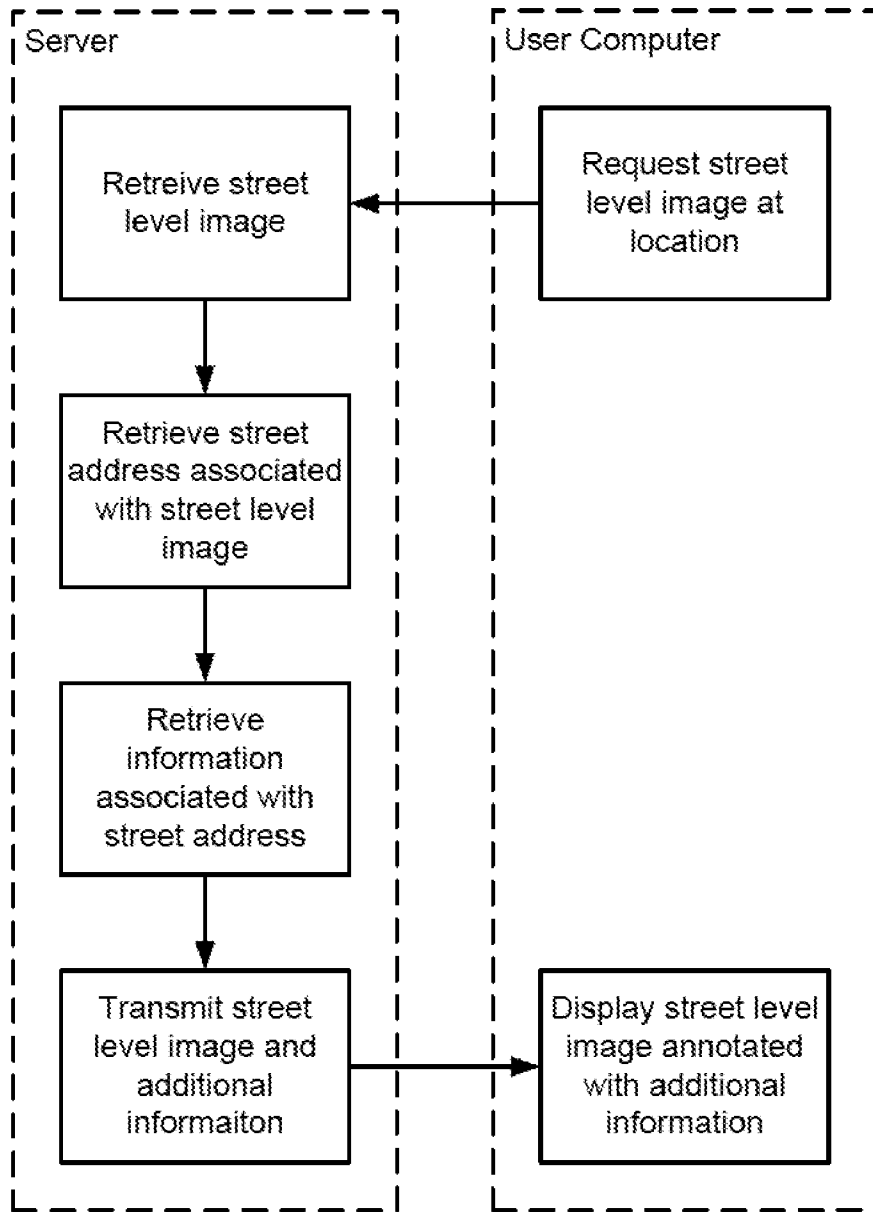 Server
Retreive street
level image
Retrieve street
address associated
with street level
image
Retrieve
information
associated with
street address
Transmit street
level image and
additional
informaiton
User Computer
Request street
level image at
location
Display street level
image annotated
with additional
information